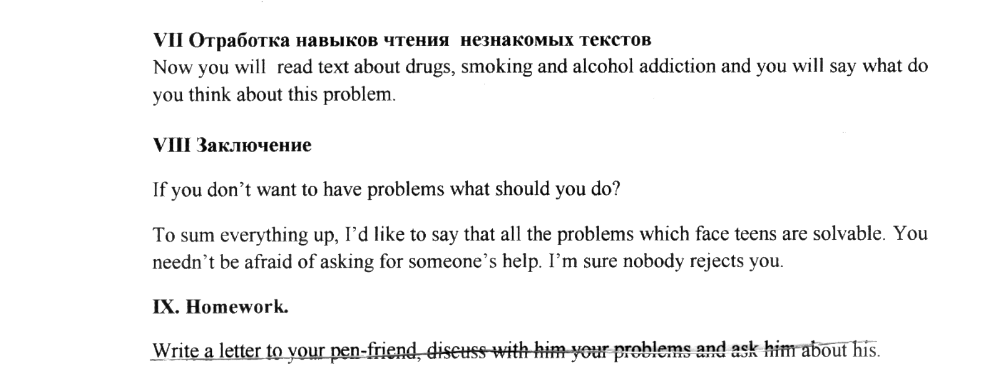 VII Отработка навыков чтения незнакомых текстов
Now you will read text about drugs, smoking and alcohol addiction and you will say what do
you think about this problem.
VIII Заключение
If you don't want to have problems what should you do?
To sum everything up, I'd like to say that all the problems which face teens are solvable. You
needn't be afraid of asking for someone's help. I'm sure nobody rejects you.
IX. Homework.
Write a letter to your pen-friend, discuss with him your problems and ask him about his.